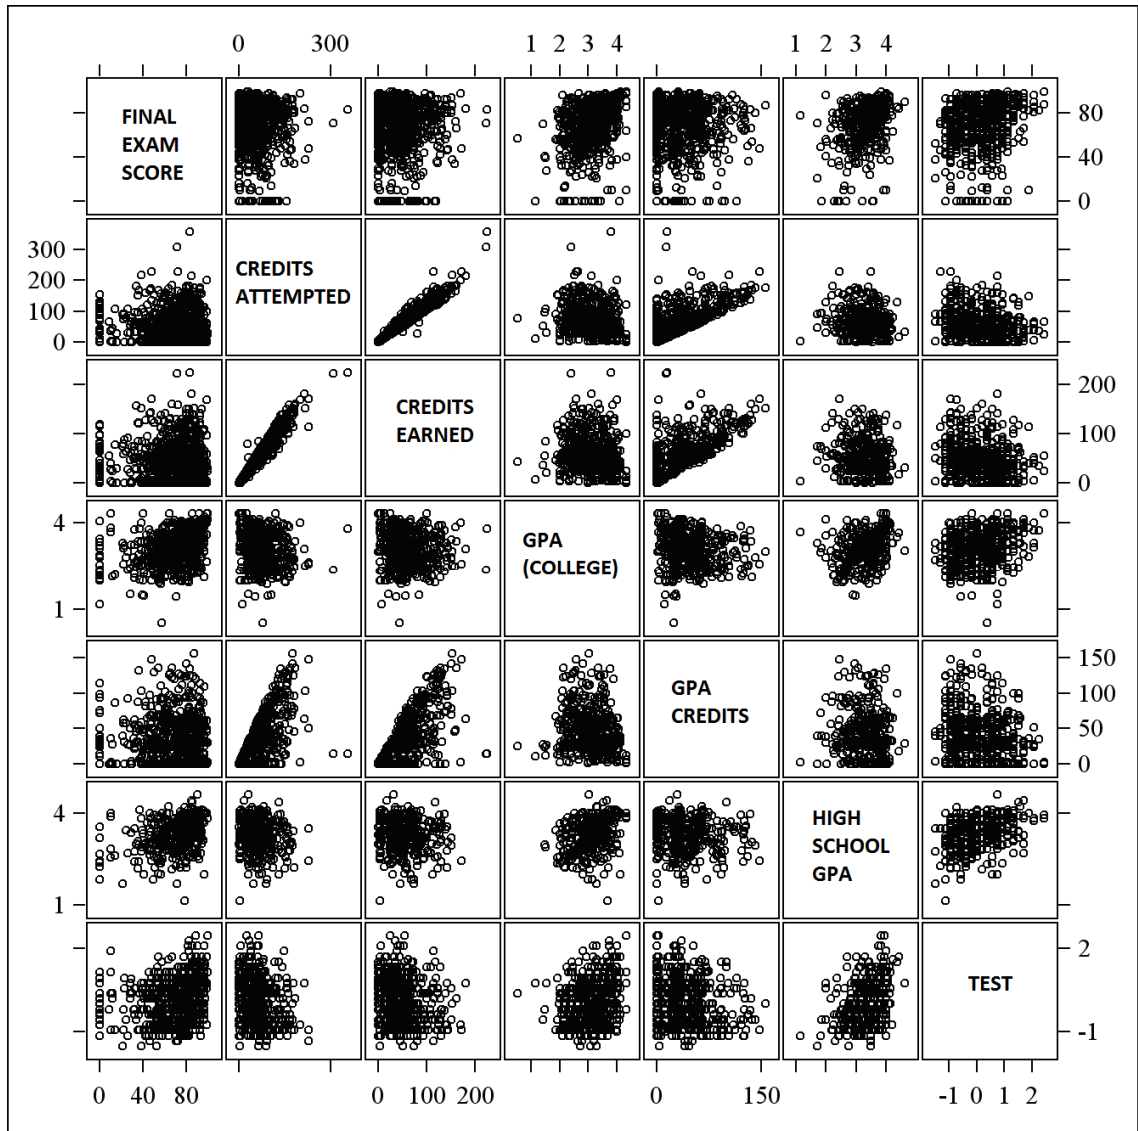 0 300 1 2 3 4 1 2 3 4
FINAL
EXAM
SCORE
80
40
0
300
200
100
0
CREDITS
ATTEMPTED
CREDITS
EARNED
200
100
0
4
1
GPA
(COLLEGE)
GPA
CREDITS
150
100
50
0
4
1
HIGH
SCHOOL
GPA
TEST
2
-1
0 40 80 0 100 200 0 150 -1 0 1 2